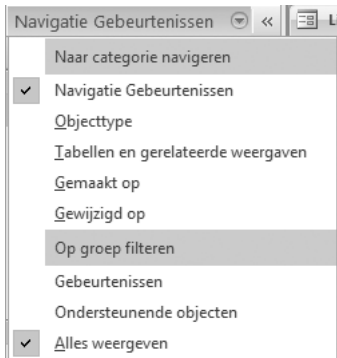 Navigatie Gebeurtenissen «
Naar categorie navigeren
Navigatie Gebeurtenissen
Objecttype
Tabellen en gerelateerde weergaven
Gemaakt op
Gewijzigd op
Op groep filteren
Gebeurtenissen
Ondersteunende objecten
Alles weergeven